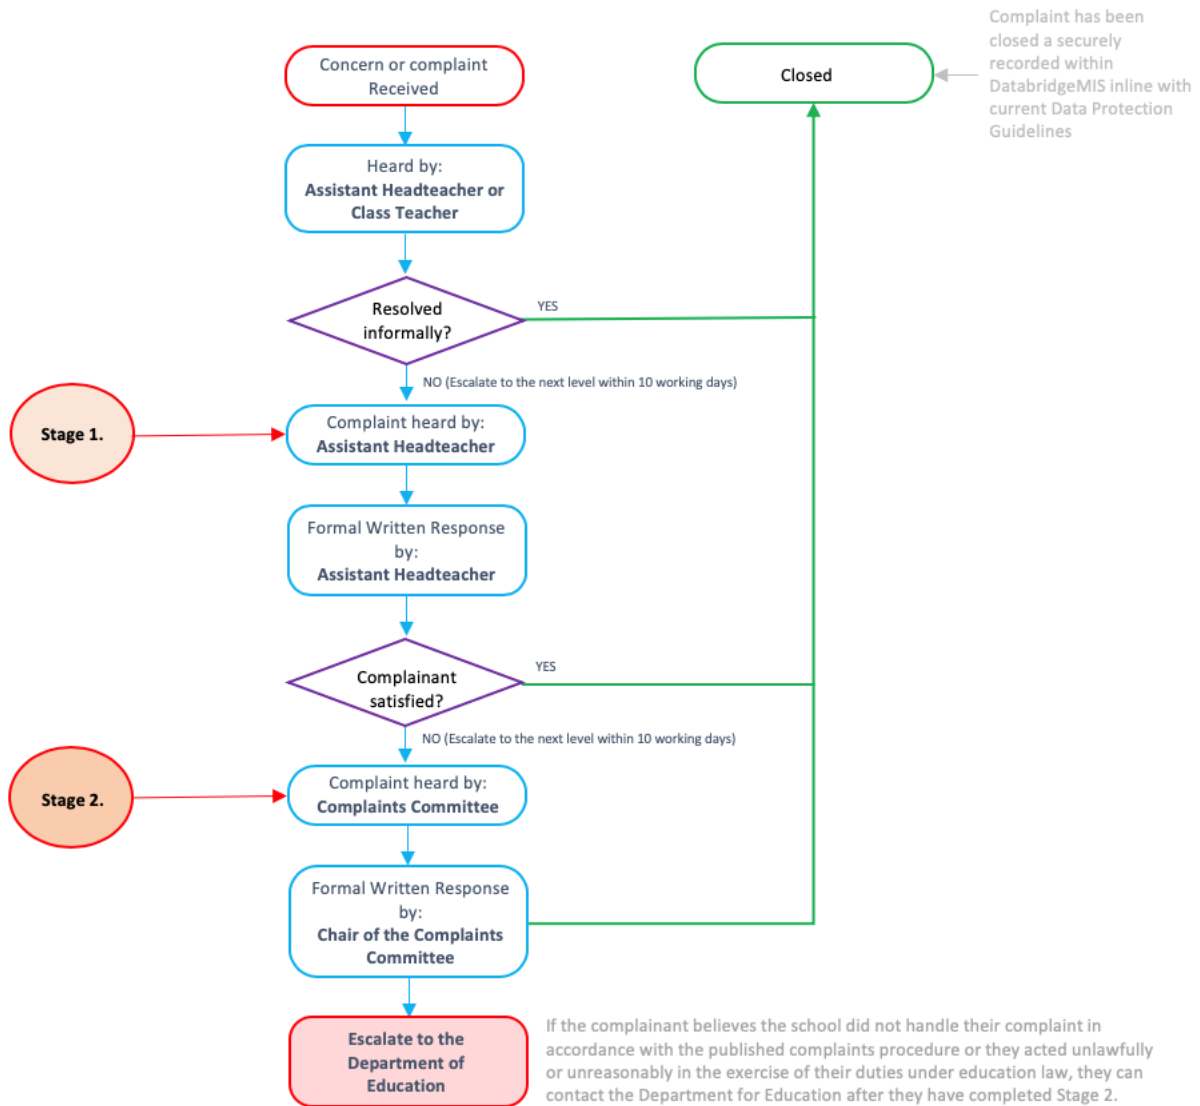 Concern or complaint
Received
Closed
Complaint has been
closed a securely
recorded within
DatabridgeMIS inline with
current Data Protection
Guidelines
Heard by:
Assistant Headteacher or
Class Teacher
Resolved
informally?
YES
NO (Escalate to the next level within 10 working days)
Stage 1.
Complaint heard by:
Assistant Headteacher
Formal Written Response
by:
Assistant Headteacher
Complainant
satisfied?
YES
NO (Escalate to the next level within 10 working days)
Stage 2.
Complaint heard by:
Complaints Committee
Formal Written Response
by:
Chair of the Complaints
Committee
Escalate to the
Department of
Education
If the complainant believes the school did not handle their complaint in
accordance with the published complaints procedure or they acted unlawfully
or unreasonably in the exercise of their duties under education law, they can
contact the Department for Education after they have completed Stage 2.